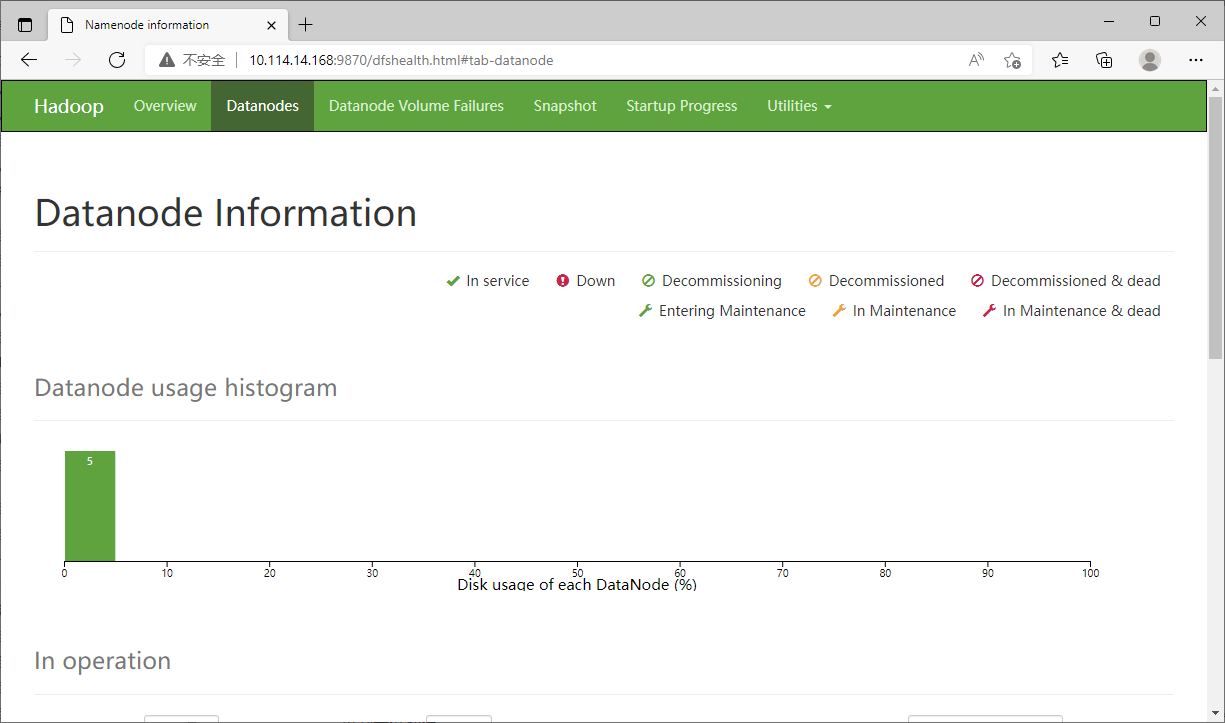 Namenode information
不安全 10.114.14.168:9870/dfshealth.html#tab-datanode
Hadoop Overview Datanodes Datanode Volume Failures Snapshot Startup Progress Utilities
Datanode Information
In service Down Decommissioning Decommissioned Decommissioned & dead
Entering Maintenance In Maintenance In Maintenance & dead
Datanode usage histogram
5
0 10 20 30 40 50 60 70 80 90 100
Disk usage of each DataNode (%)
In operation